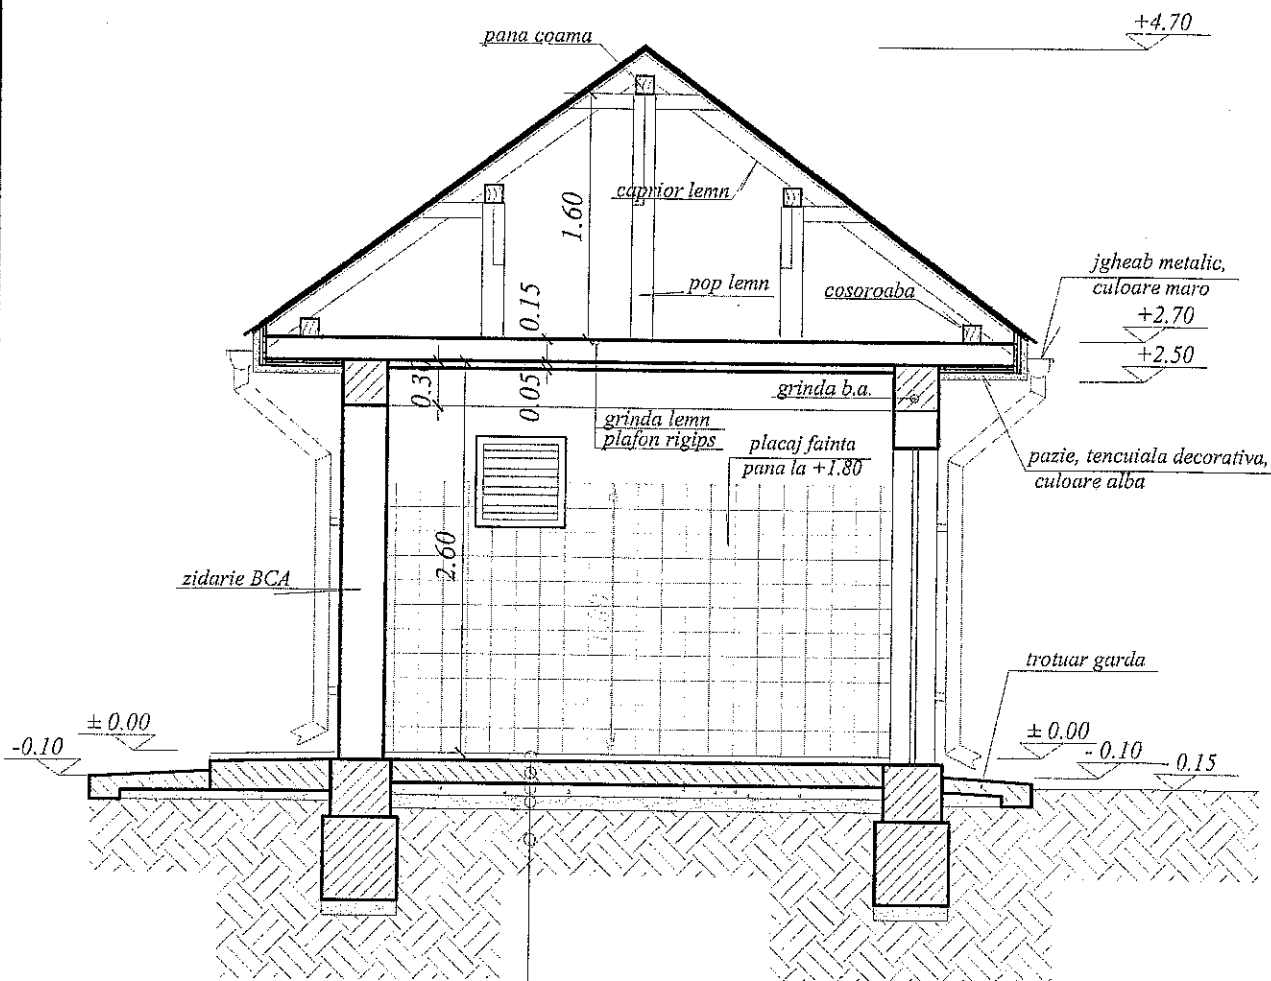 +4.70
pana coama
caprior lemn
1.60
pop lemn
0.15
cosoroaba
jgheab metalic,
culoare maro
+2.70
+2.50
0.05
grinda b.a.
grinda lemn
plafon rigips
placaj fainta
pana la +1.80
pazie, tencuiala decorativa,
culoare alba
2.60
zidarie BCA
trotuar garda
± 0.00
-0.10
± 0.00
- 0.10
0.15